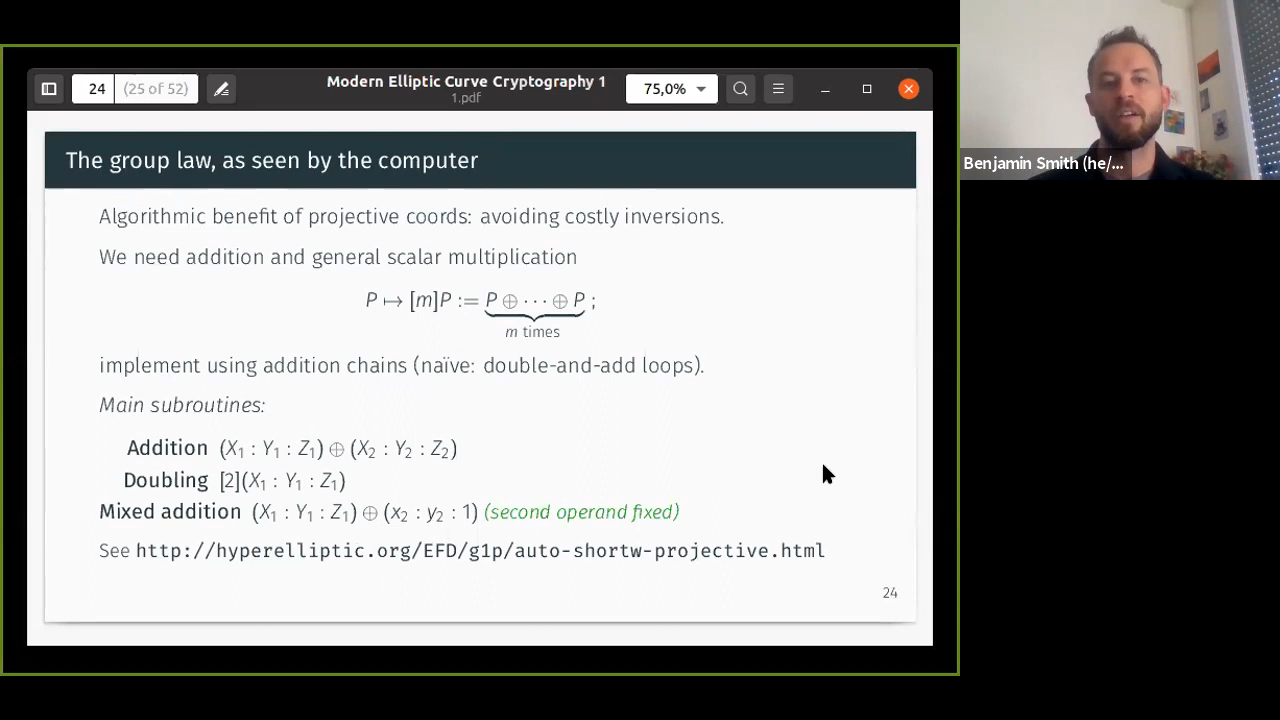 24 (25 of 52) Modern Elliptic Curve Cryptography 1 75,0%
1.pdf
The group law, as seen by the computer
Algorithmic benefit of projective coords: avoiding costly inversions.
We need addition and general scalar multiplication
P ↦ [m]P := P ⊕ ··· ⊕ P ;
m times
implement using addition chains (naïve: double-and-add loops).
Main subroutines:
Addition (X₁ : Y₁ : Z₁) ⊕ (X₂ : Y₂ : Z₂)
Doubling [2](X₁ : Y₁ : Z₁)
Mixed addition (X₁ : Y₁ : Z₁) ⊕ (x₂ : y₂ : 1) (second operand fixed)
See http://hyperelliptic.org/EFD/g1p/auto-shortw-projective.html
24
Benjamin Smith (he/...